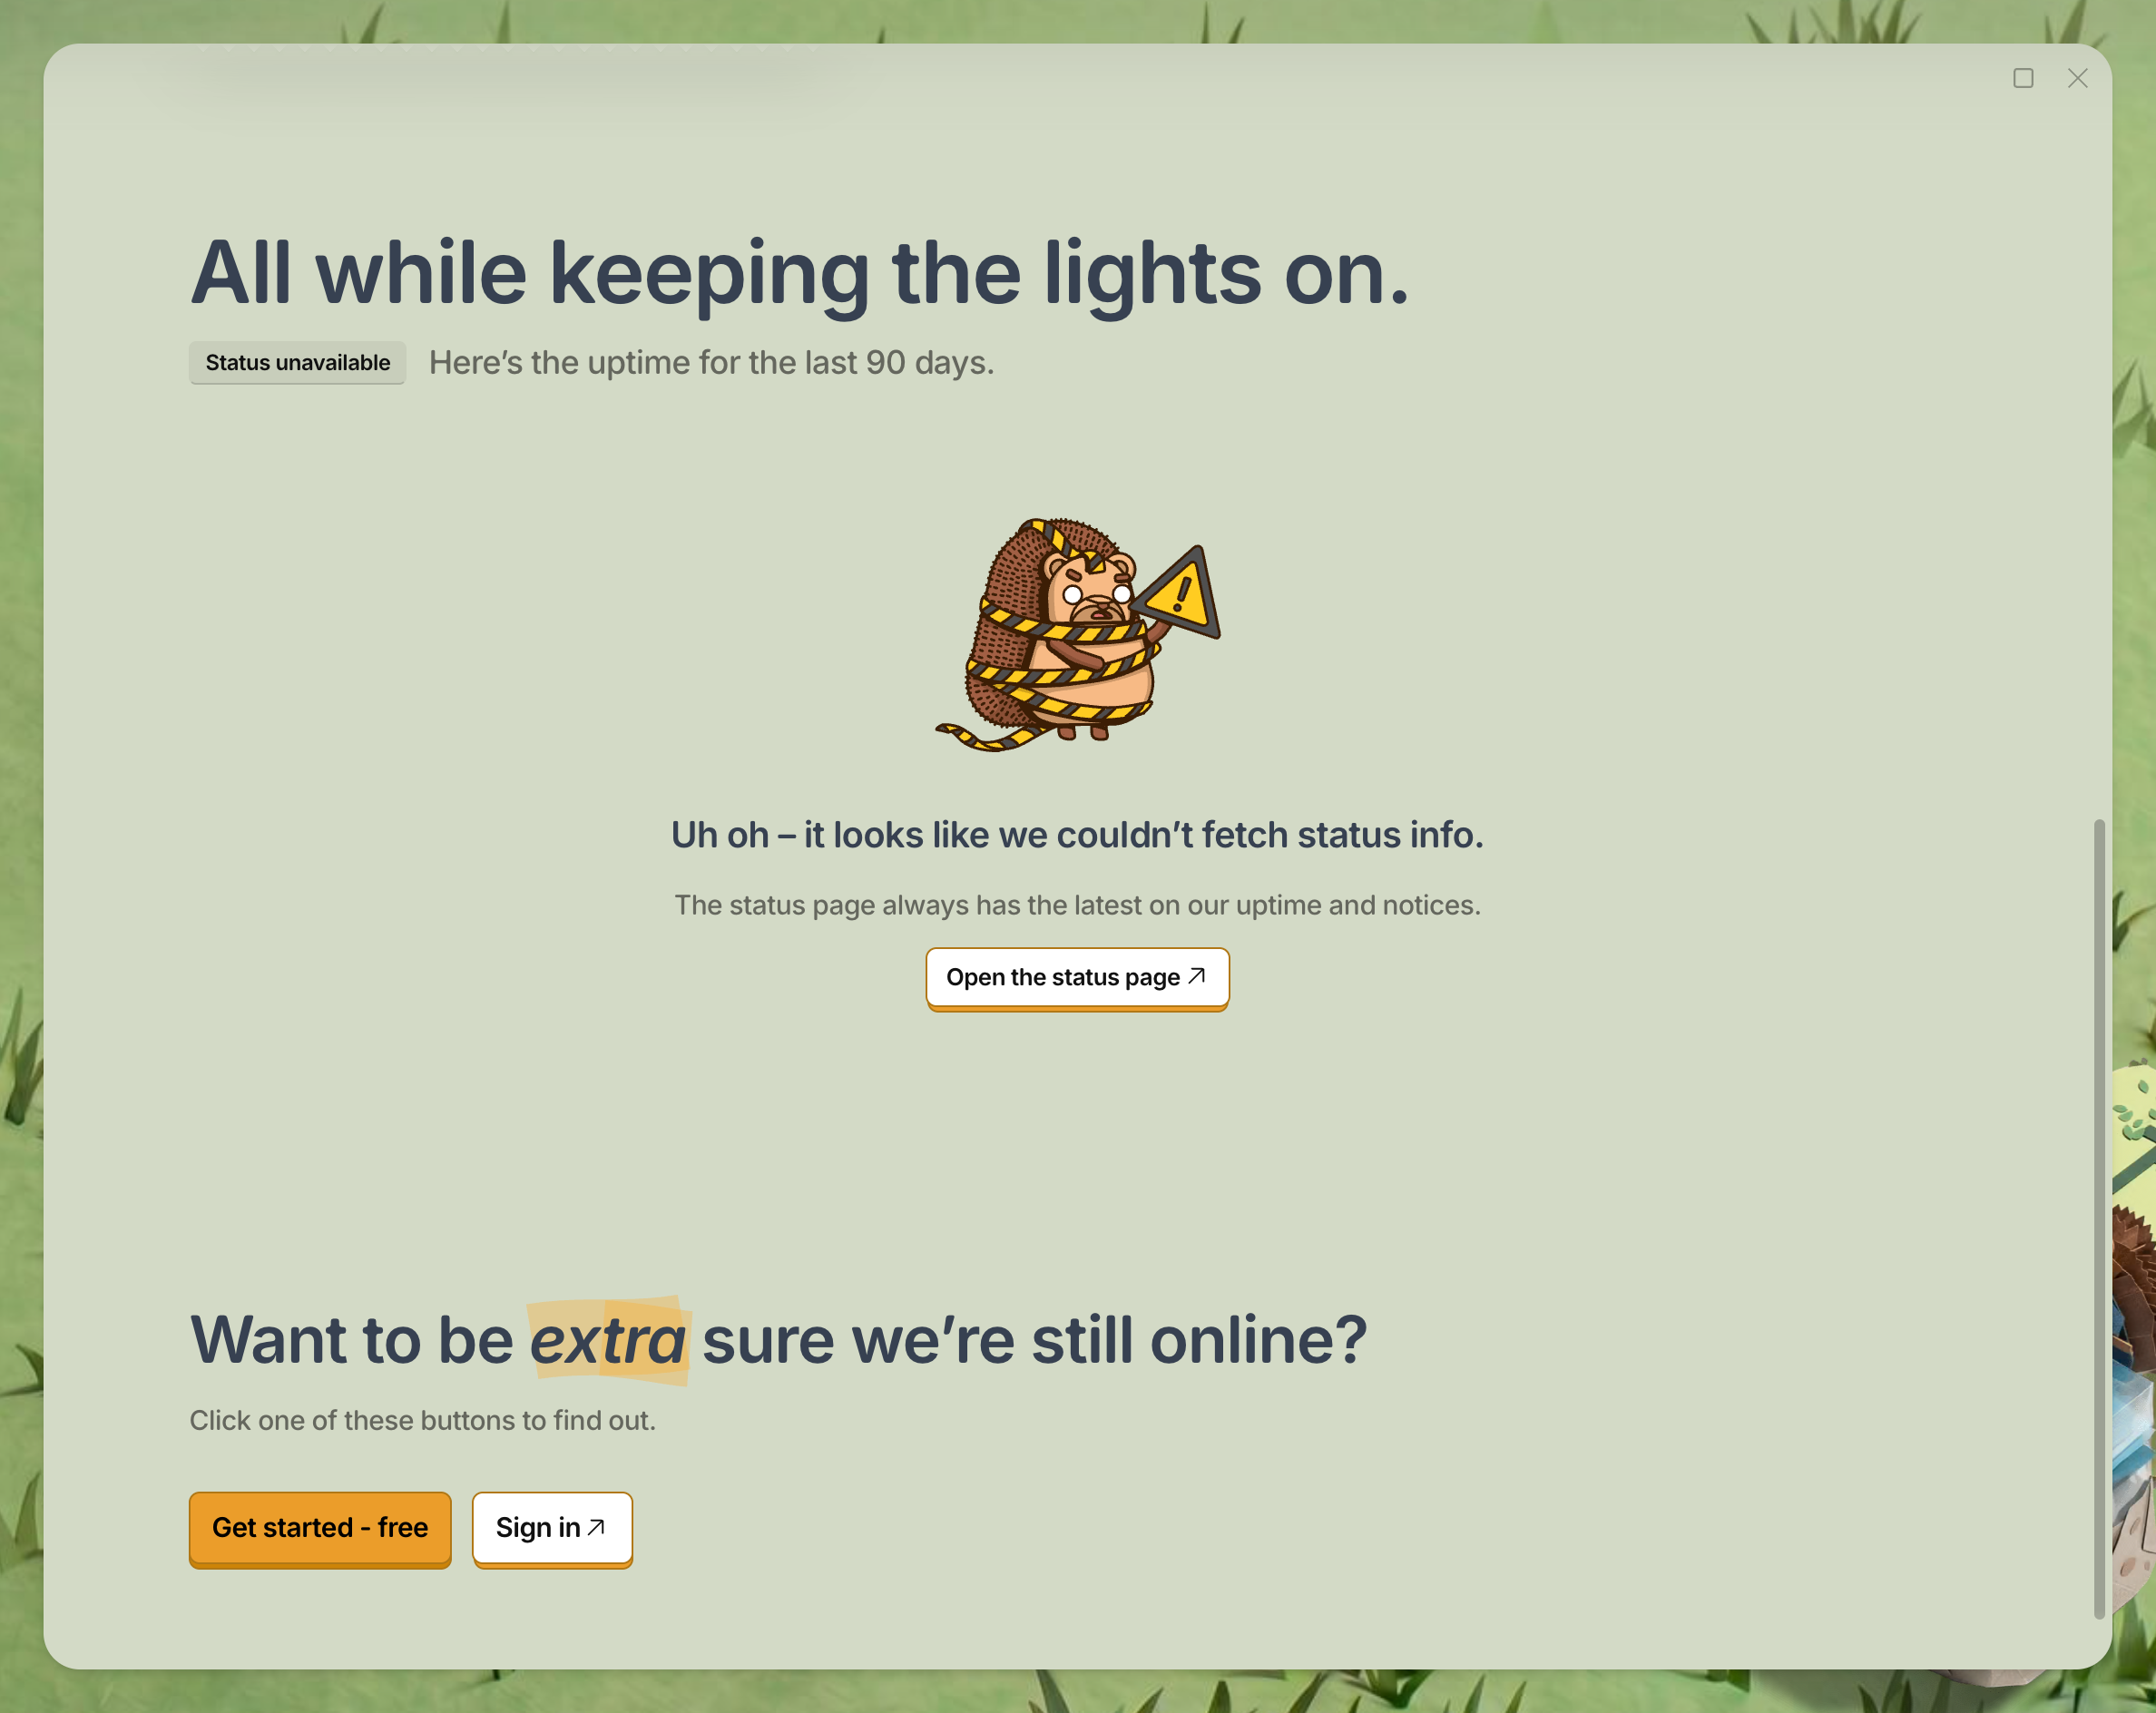 All while keeping the lights on.
Status unavailable Here’s the uptime for the last 90 days.
Uh oh – it looks like we couldn’t fetch status info.
The status page always has the latest on our uptime and notices.
Open the status page
Want to be extra sure we’re still online?
Click one of these buttons to find out.
Get started - free Sign in